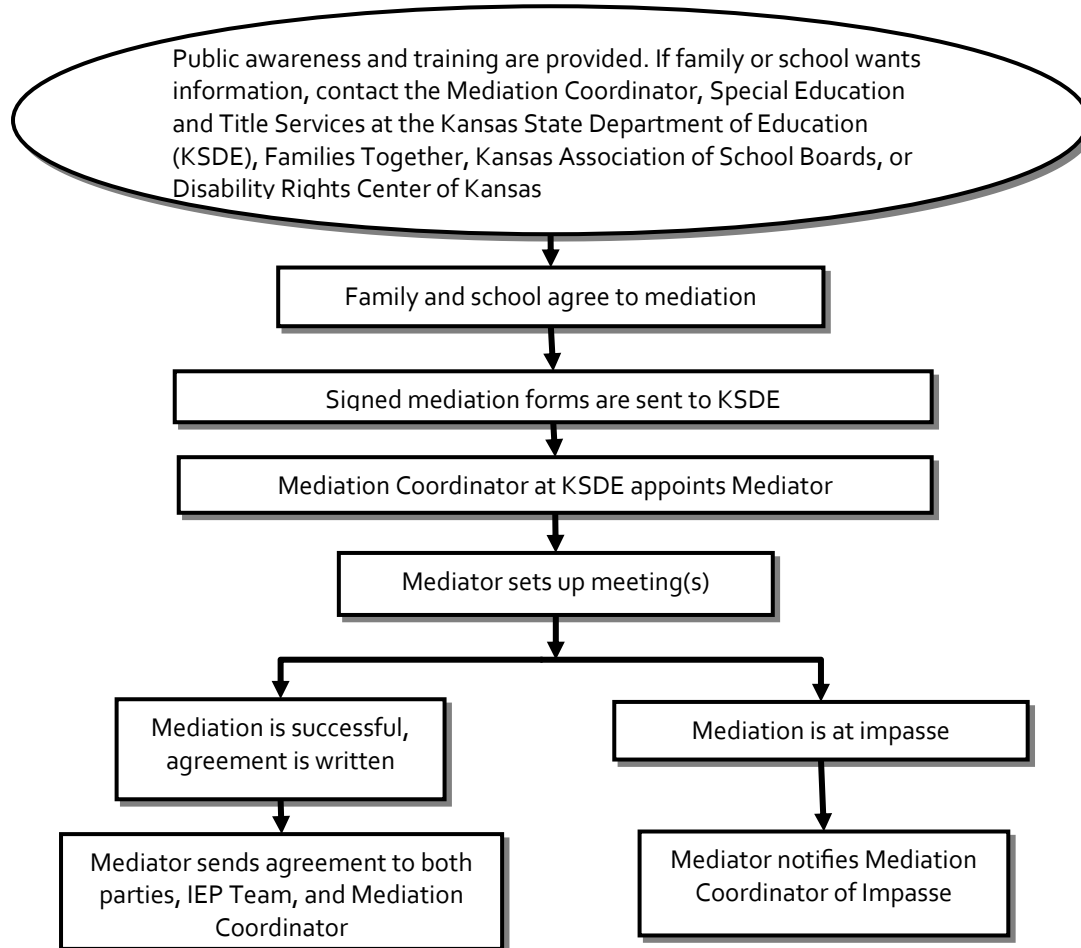 Public awareness and training are provided. If family or school wants
information, contact the Mediation Coordinator, Special Education
and Title Services at the Kansas State Department of Education
(KSDE), Families Together, Kansas Association of School Boards, or
Disability Rights Center of Kansas
Family and school agree to mediation
Signed mediation forms are sent to KSDE
Mediation Coordinator at KSDE appoints Mediator
Mediator sets up meeting(s)
Mediation is successful,
agreement is written
Mediation is at impasse
Mediator sends agreement to both
parties, IEP Team, and Mediation
Coordinator
Mediator notifies Mediation
Coordinator of Impasse